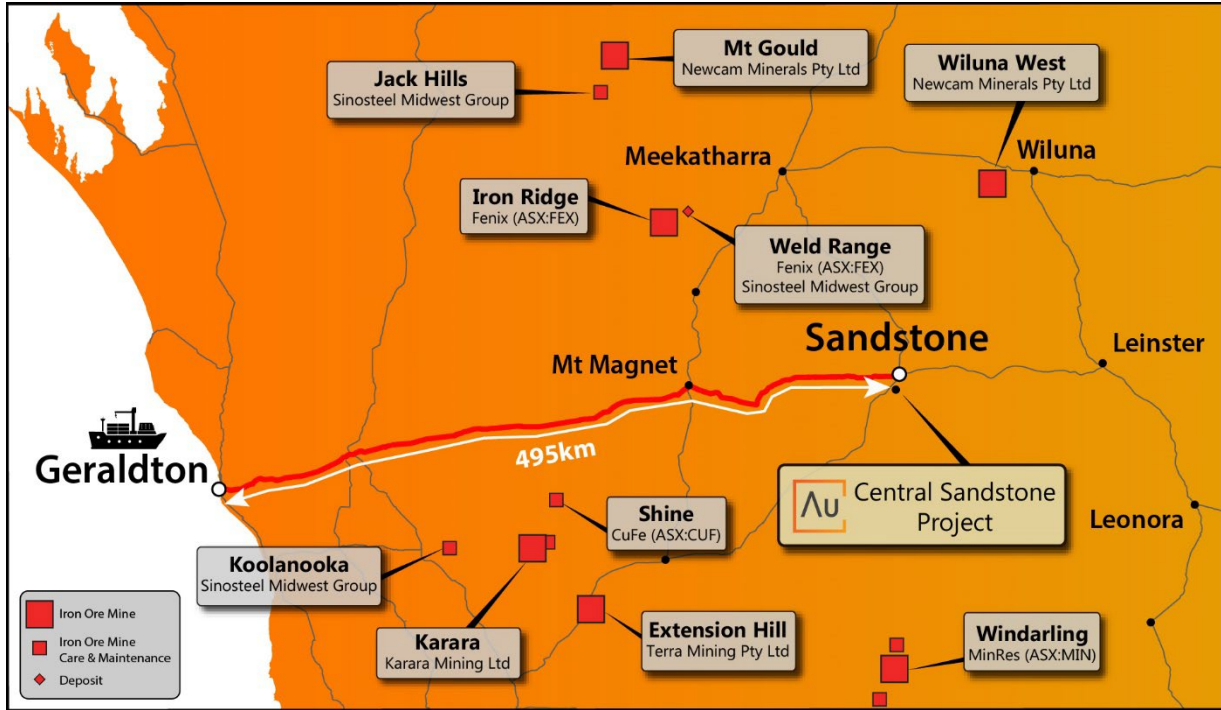 Mt Gould
Newcam Minerals Pty Ltd
Jack Hills
Sinosteel Midwest Group
Wiluna West
Newcam Minerals Pty Ltd
Meekatharra
Wiluna
Iron Ridge
Fenix (ASX:FEX)
Weld Range
Fenix (ASX:FEX)
Sinosteel Midwest Group
Sandstone
Leinster
Mt Magnet
495km
Geraldton
Au
Central Sandstone
Project
Leonora
Shine
CuFe (ASX:CUF)
Koolanooka
Sinosteel Midwest Group
Karara
Karara Mining Ltd
Extension Hill
Terra Mining Pty Ltd
Windarling
MinRes (ASX:MIN)
Iron Ore Mine
Iron Ore Mine
Care & Maintenance
Deposit